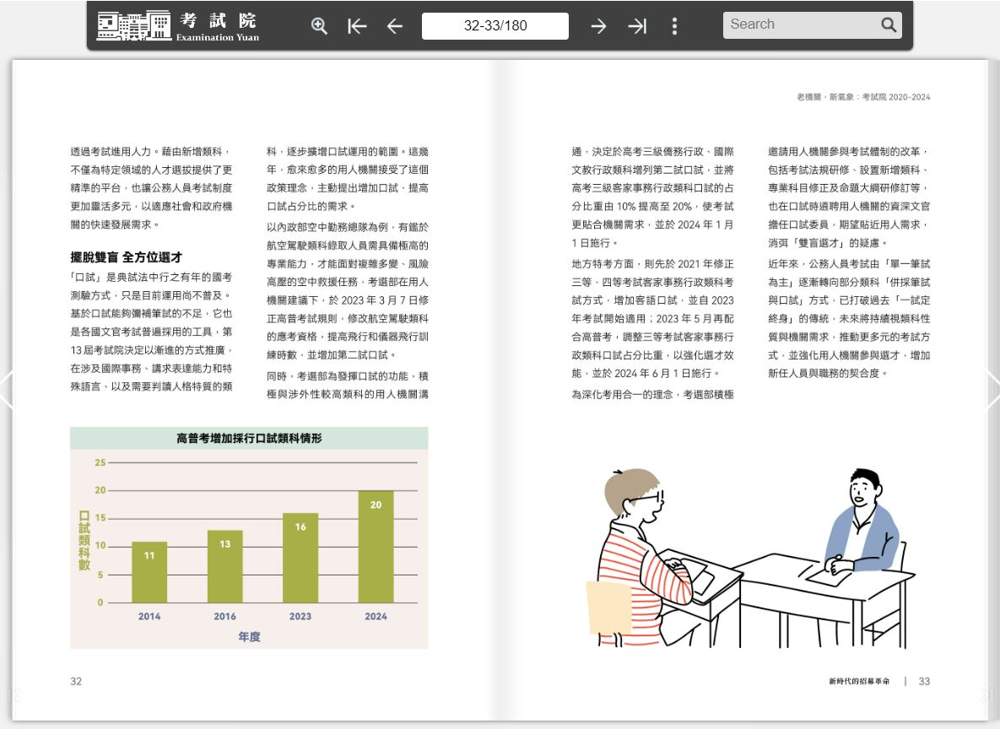 考試院
Examination Yuan
32-33/180
Search
透過考試進用人力。藉由新增類科，
不僅為特定領域的人才選拔提供了更
精準的平台，也讓公務人員考試制度
更加靈活多元，以適應社會和政府機
關的快速發展需求。
擺脫雙盲 全方位選才
「口試」是典試法中行之有年的國考
測驗方式，只是目前運用尚不普及。
基於口試能夠彌補筆試的不足，它也
是各國文官考試普遍採用的工具，第
13 屆考試院決定以漸進的方式推廣，
在涉及國際事務、講求表達能力和特
殊語言、以及需要判讀人格特質的類
科，逐步擴增口試運用的範圍。這幾
年，愈來愈多的用人機關接受了這個
政策理念，主動提出增加口試、提高
口試占分比的需求。
以內政部空中勤務總隊為例，有鑑於
航空駕駛類科錄取人員需具備極高的
專業能力，才能面對複雜多變、風險
高壓的空中救援任務，考選部在用人
機關建議下，於 2023 年 3 月 7 日修
正高普考試規則，修改航空駕駛類科
的應考資格，提高飛行和儀器飛行訓
練時數，並增加第二試口試。
同時，考選部為發揮口試的功能，積
極與涉外性較高類科的用人機關溝
高普考增加採行口試類科情形
口試類科數
25
20
15
10
5
0
11
13
16
20
2014
2016
2023
2024
年度
32
老機關，新氣象：考試院 2020-2024
通，決定於高考三級僑務行政、國際
文教行政類科增列第二試口試，並將
高考三級客家事務行政類科口試的占
分比重由 10% 提高至 20%，使考試
更貼合機關需求，並於 2024 年 1 月
1 日施行。
地方特考方面，則先於 2021 年修正
三等、四等考試客家事務行政類科考
試方式，增加客語口試，並自 2023
年考試開始適用；2023 年 5 月再配
合高普考，調整三等考試客家事務行
政類科口試占分比重，以強化選才效
能，並於 2024 年 6 月 1 日施行。
為深化考用合一的理念，考選部積極
邀請用人機關參與考試體制的改革，
包括考試法規研修、設置新增類科、
專業科目修正及命題大綱研修訂等，
也在口試時遴聘用人機關的資深文官
擔任口試委員，期望貼近用人需求，
消弭「雙盲選才」的疑慮。
近年來，公務人員考試由「單一筆試
為主」逐漸轉向部分類科「併採筆試
與口試」方式，已打破過去「一試定
終身」的傳統，未來將持續視類科性
質與機關需求，推動更多元的考試方
式，並強化用人機關參與選才，增加
新任人員與職務的契合度。
新時代的招募革命 | 33